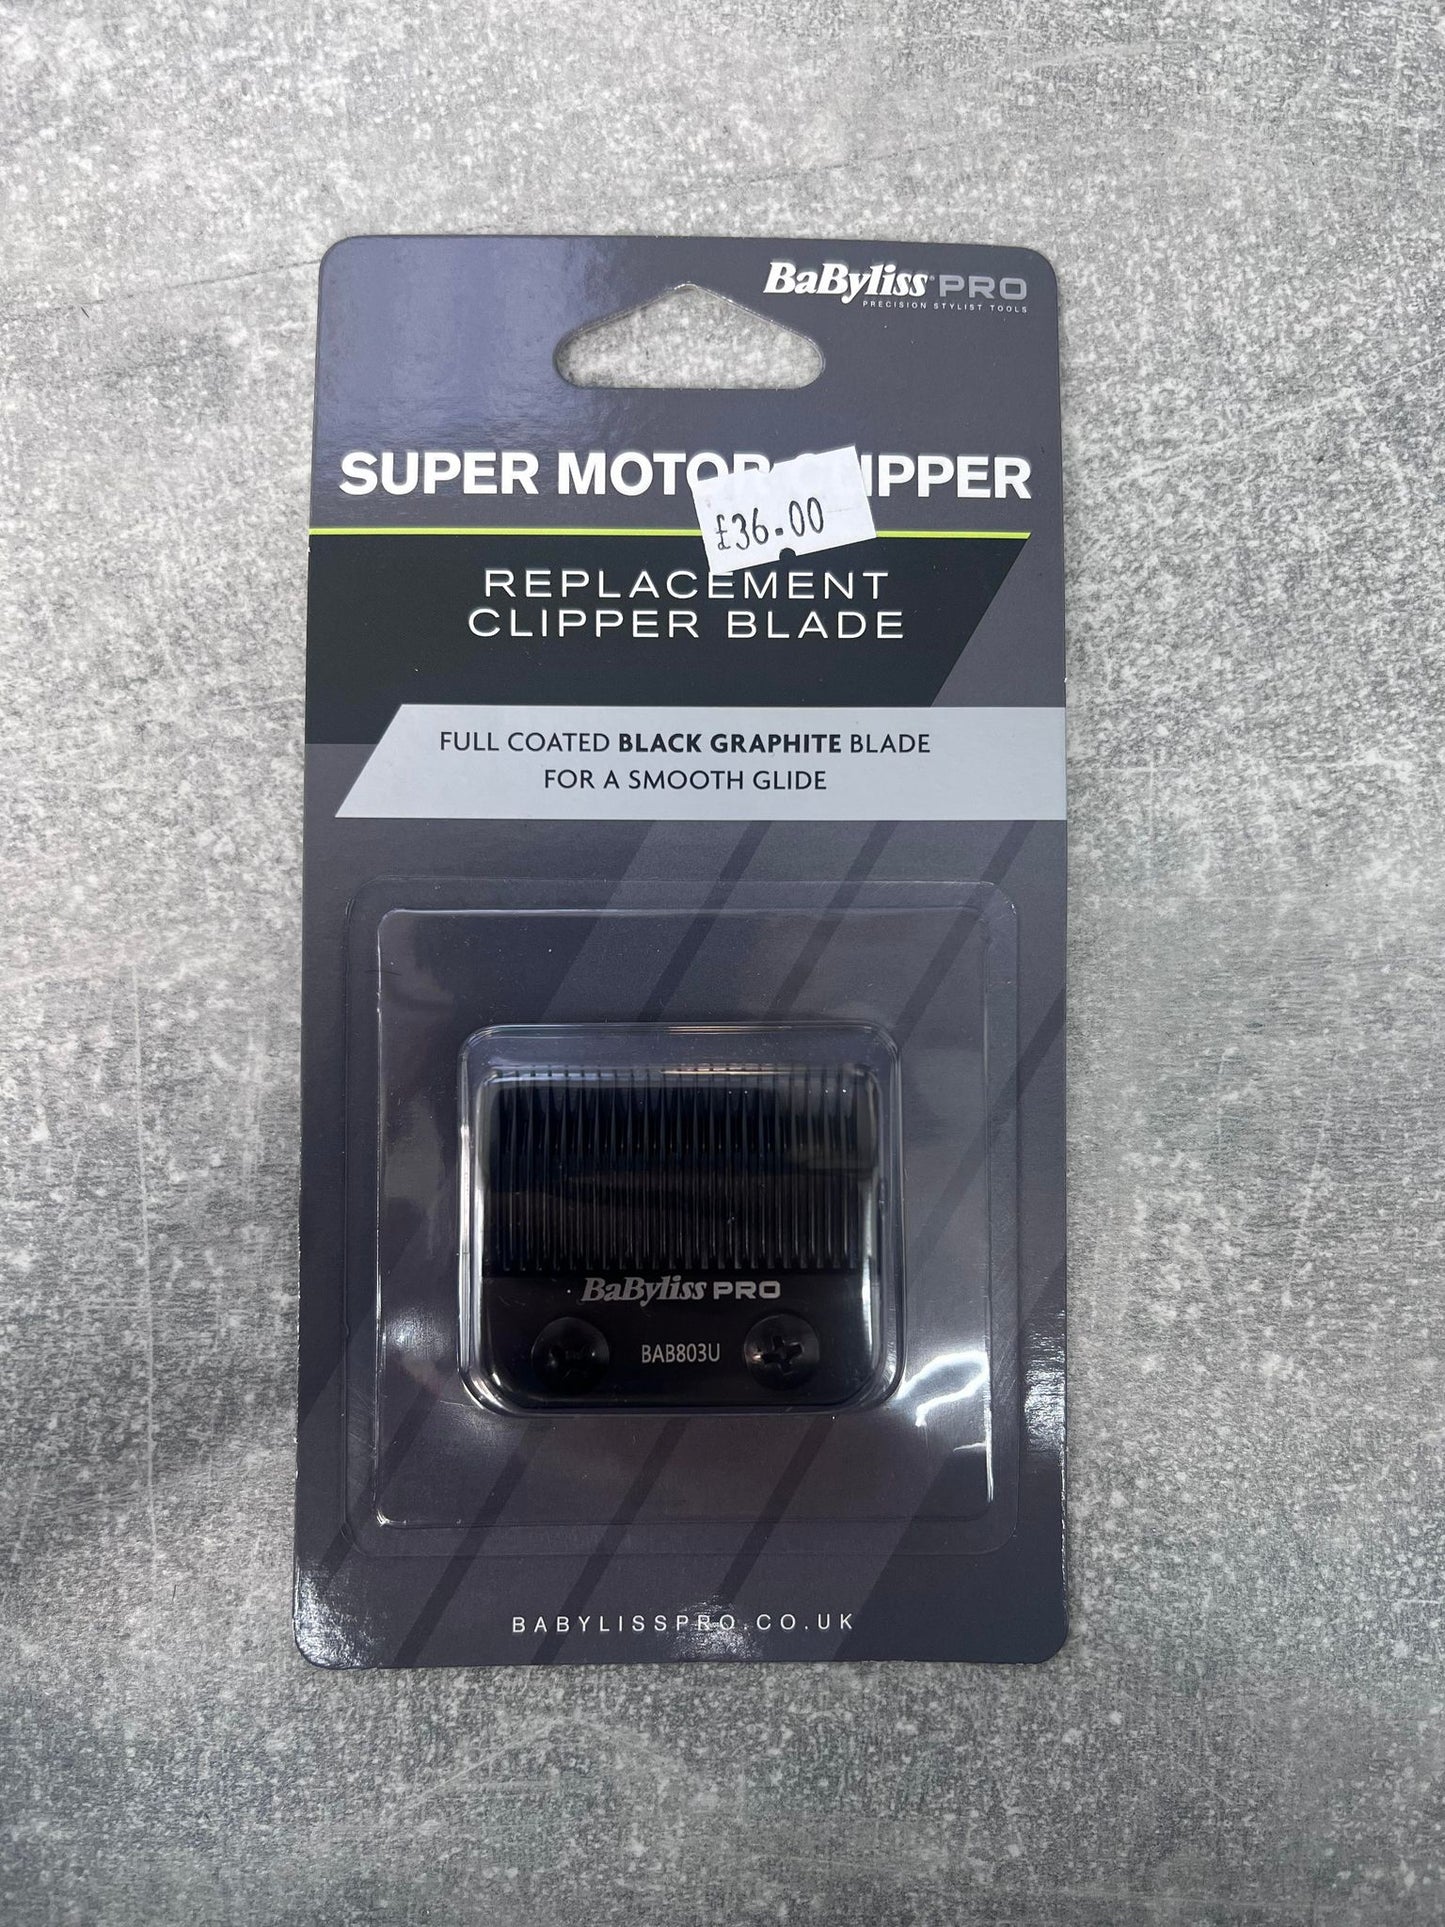 BaByliss® PRO
PRECISION STYLIST TOOLS
SUPER MOTOR CLIPPER
£36.00
REPLACEMENT
CLIPPER BLADE
FULL COATED BLACK GRAPHITE BLADE
FOR A SMOOTH GLIDE
BaByliss PRO
BAB803U
BABYLISSPRO.CO.UK